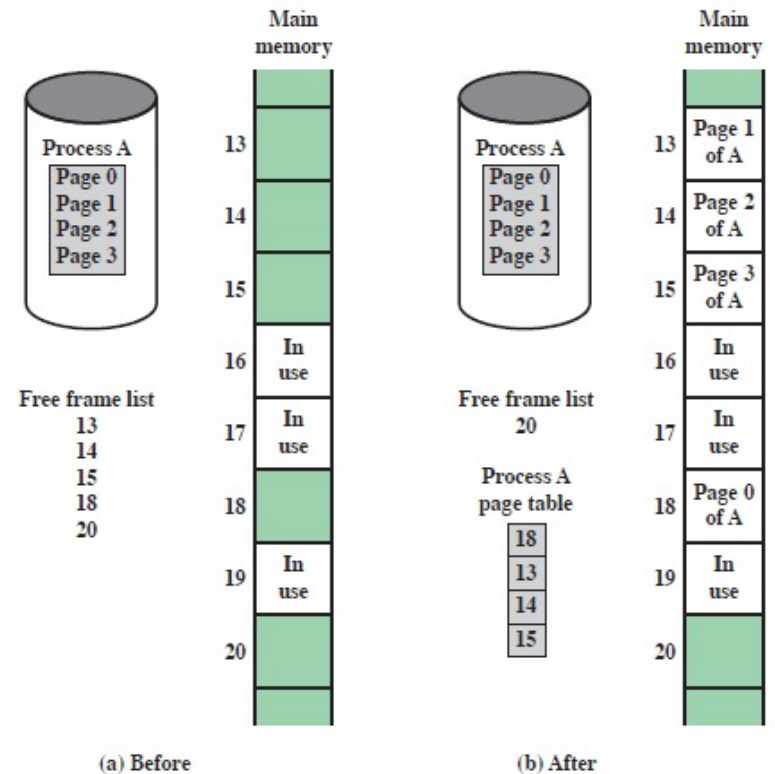 Main
memory
Process A
Page 0
Page 1
Page 2
Page 3
Free frame list
13
14
15
18
20
13
14
15
16
In
use
17
In
use
18
19
In
use
20
(a) Before
Main
memory
Process A
Page 0
Page 1
Page 2
Page 3
Free frame list
20
Process A
page table
18
13
14
15
13
Page 1
of A
14
Page 2
of A
15
Page 3
of A
16
In
use
17
In
use
18
Page 0
of A
19
In
use
20
(b) After